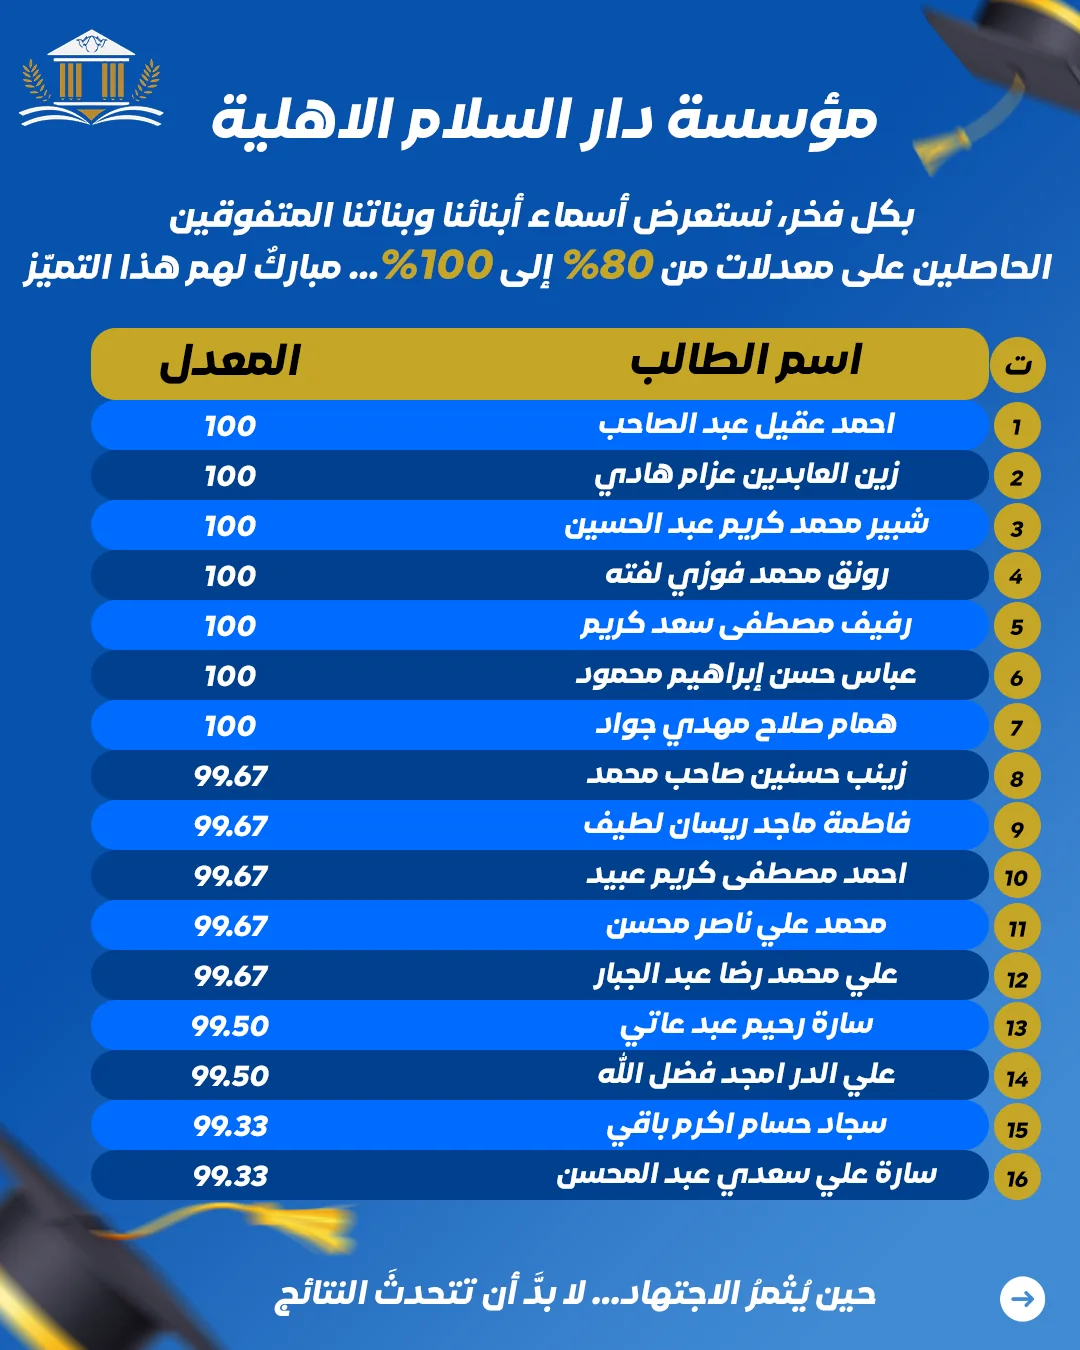 مؤسسة دار السلام الاهلية
بكل فخر، نستعرض أسماء أبنائنا وبناتنا المتفوقين
الحاصلين على معدلات من 80% إلى 100%... مباركٌ لهم هذا التميّز
ت اسم الطالب المعدل
1 احمد عقيل عبد الصاحب 100
2 زين العابدين عزام هادي 100
3 شبير محمد كريم عبد الحسين 100
4 رونق محمد فوزي لفته 100
5 رفيف مصطفى سعد كريم 100
6 عباس حسن إبراهيم محمود 100
7 همام صلاح مهدي جواد 100
8 زينب حسنين صاحب محمد 99.67
9 فاطمة ماجد ريسان لطيف 99.67
10 احمد مصطفى كريم عبيد 99.67
11 محمد علي ناصر محسن 99.67
12 علي محمد رضا عبد الجبار 99.67
13 سارة رحيم عبد عاتي 99.50
14 علي الدر امجد فضل الله 99.50
15 سجاد حسام اكرم باقي 99.33
16 سارة علي سعدي عبد المحسن 99.33
حين يُثمرُ الاجتهاد... لا بدَّ أن تتحدثَ النتائج